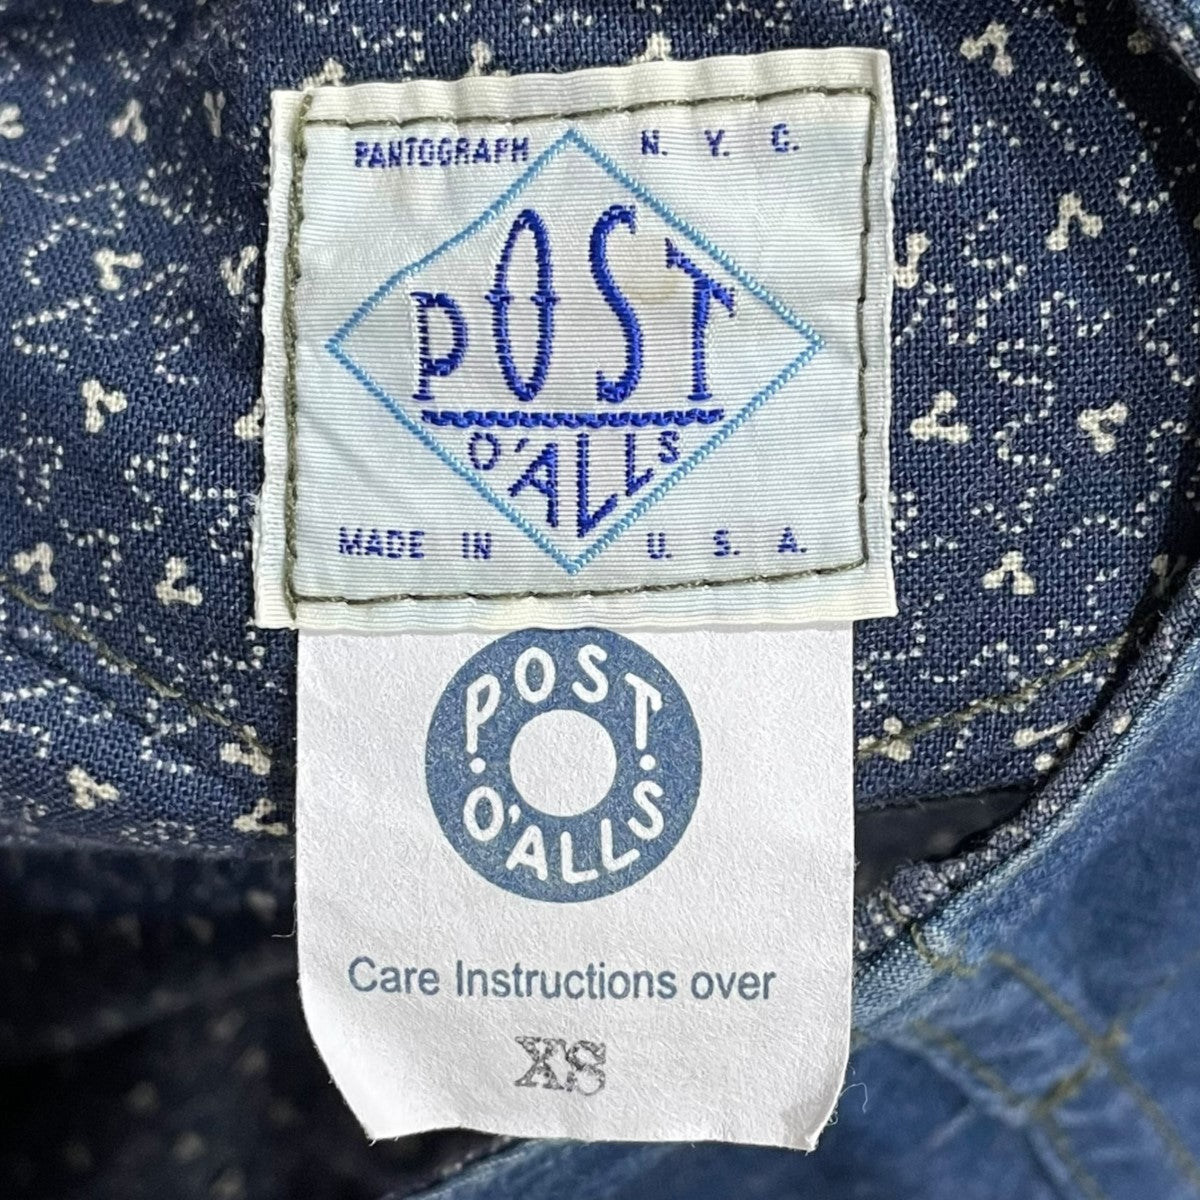 PANTOGRAPH N. Y. C.
POST
O'ALLS
MADE IN U. S. A.
POST
O'ALLS
Care Instructions over
XS